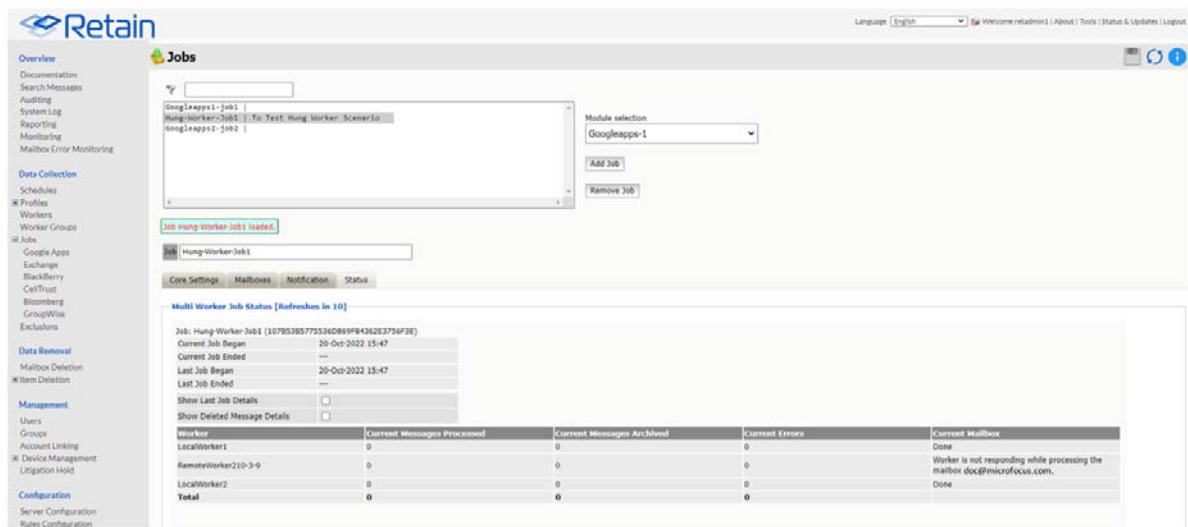 Retain
Language English Welcome retadmin1 | About | Tools | Status & Updates | Logout
Overview
Documentation
Search Messages
Auditing
System Log
Reporting
Monitoring
Mailbox Error Monitoring
Data Collection
Schedules
Profiles
Workers
Worker Groups
Jobs
Google Apps
Exchange
BlackBerry
CellTrust
Bloomberg
GroupWise
Exclusions
Data Removal
Mailbox Deletion
Item Deletion
Management
Users
Groups
Account Linking
Device Management
Litigation Hold
Configuration
Server Configuration
Rules Configuration
Jobs
Googleapps1-job1 |
Hung-Worker-Job1 | To Test Hung Worker Scenario
Googleapps2-job2 |
Module selection
Googleapps-1
Add Job
Remove Job
Job Hung-Worker-Job1 loaded.
Job Hung-Worker-Job1
Core Settings Mailboxes Notification Status
Multi Worker Job Status [Refreshes in 10]
Job: Hung-Worker-Job1
Current Job Began 20-Oct-2022 15:47
Current Job Ended ---
Last Job Began 20-Oct-2022 15:47
Last Job Ended ---
Show Last Job Details
Show Deleted Message Details
Worker Current Messages Processed Current Messages Archived Current Errors Current Mailbox
LocalWorker1 0 0 0 Done
RemoteWorker210-3-9 0 0 0 Worker is not responding while processing the
mailbox doc@microfocus.com.
LocalWorker2 0 0 0 Done
Total 0 0 0